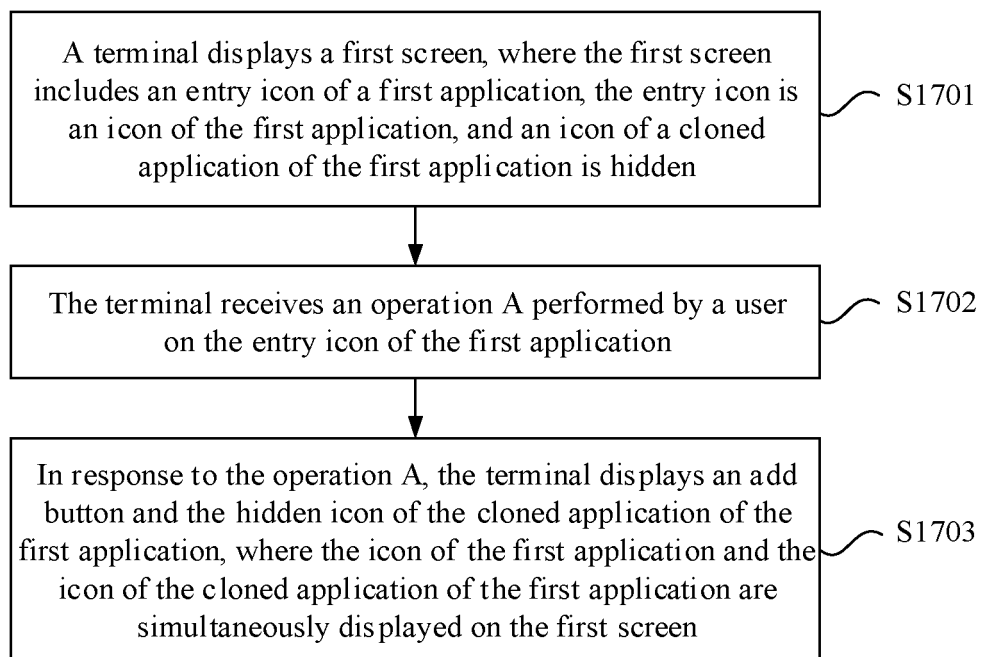 A terminal displays a first screen, where the first screen
includes an entry icon of a first application, the entry icon is
an icon of the first application, and an icon of a cloned
application of the first application is hidden
S1701
The terminal receives an operation A performed by a user
on the entry icon of the first application
S1702
In response to the operation A, the terminal displays an add
button and the hidden icon of the cloned application of the
first application, where the icon of the first application and the
icon of the cloned application of the first application are
simultaneously displayed on the first screen
S1703